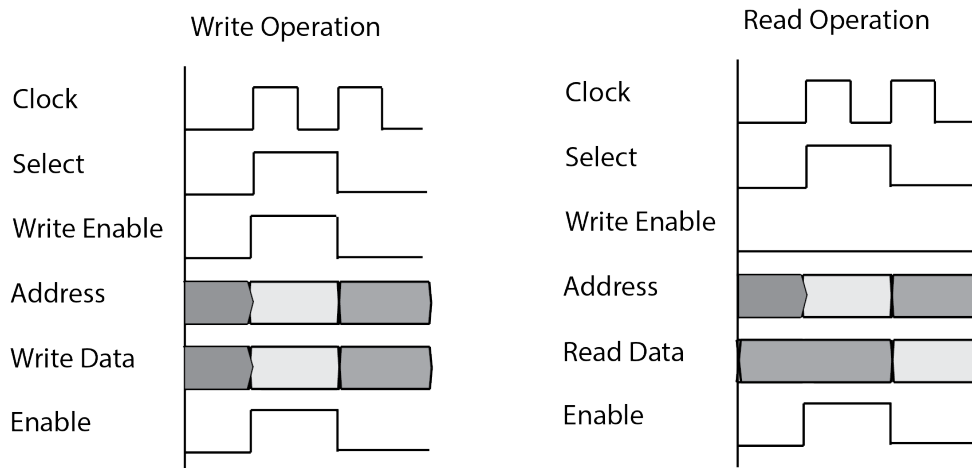 Write Operation
Clock
Select
Write Enable
Address
Write Data
Enable
Read Operation
Clock
Select
Write Enable
Address
Read Data
Enable